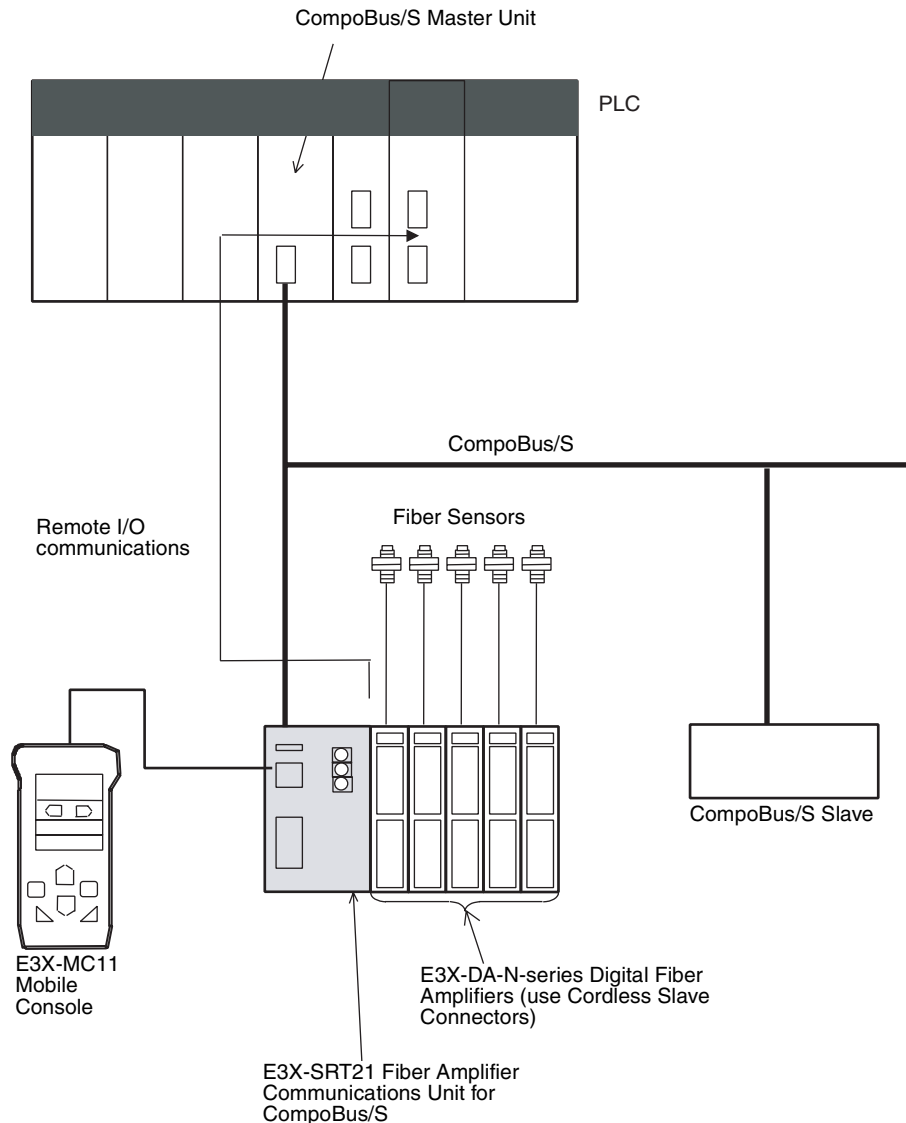 CompoBus/S Master Unit
PLC
CompoBus/S
Remote I/O
communications
Fiber Sensors
CompoBus/S Slave
E3X-MC11
Mobile
Console
E3X-DA-N-series Digital Fiber
Amplifiers (use Cordless Slave
Connectors)
E3X-SRT21 Fiber Amplifier
Communications Unit for
CompoBus/S